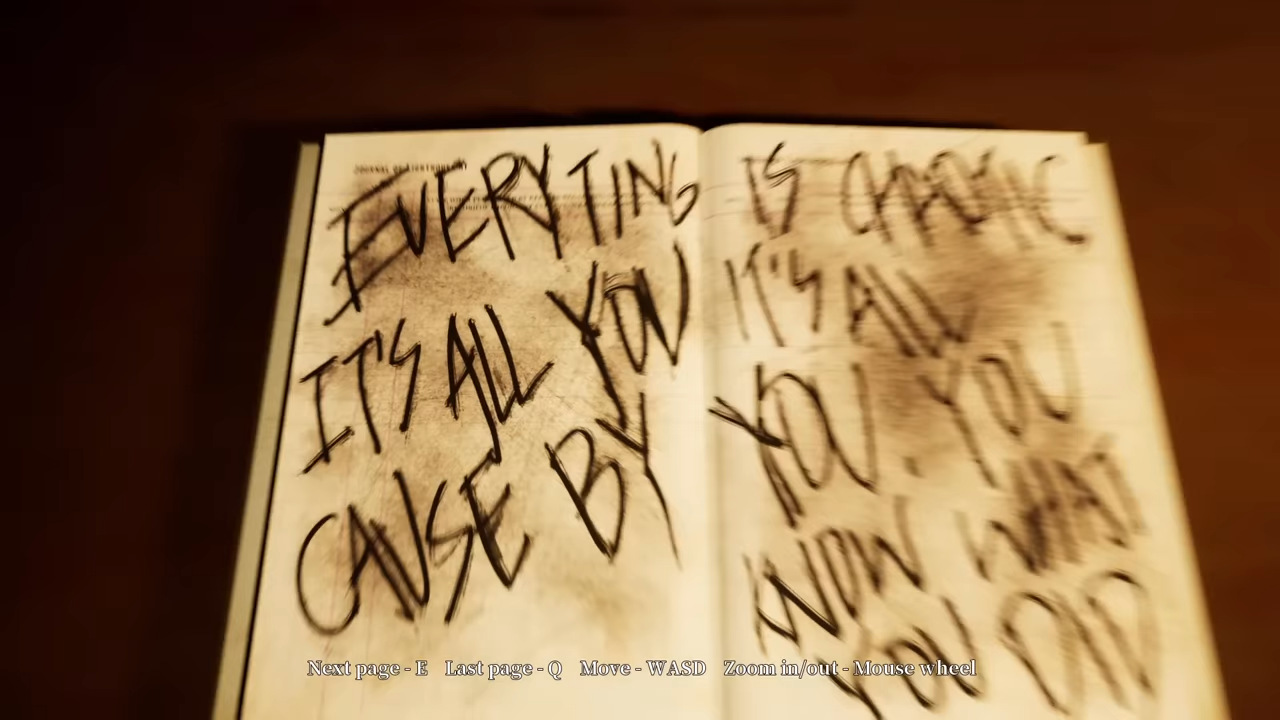 EVERYTING
IT'S ALL YOU
CAUSE BY
IS CHAOTIC
IT'S ALL
YOU. YOU
KNOW WHAT
YOU DID
Next page - E Last page - Q Move - WASD Zoom in/out - Mouse wheel